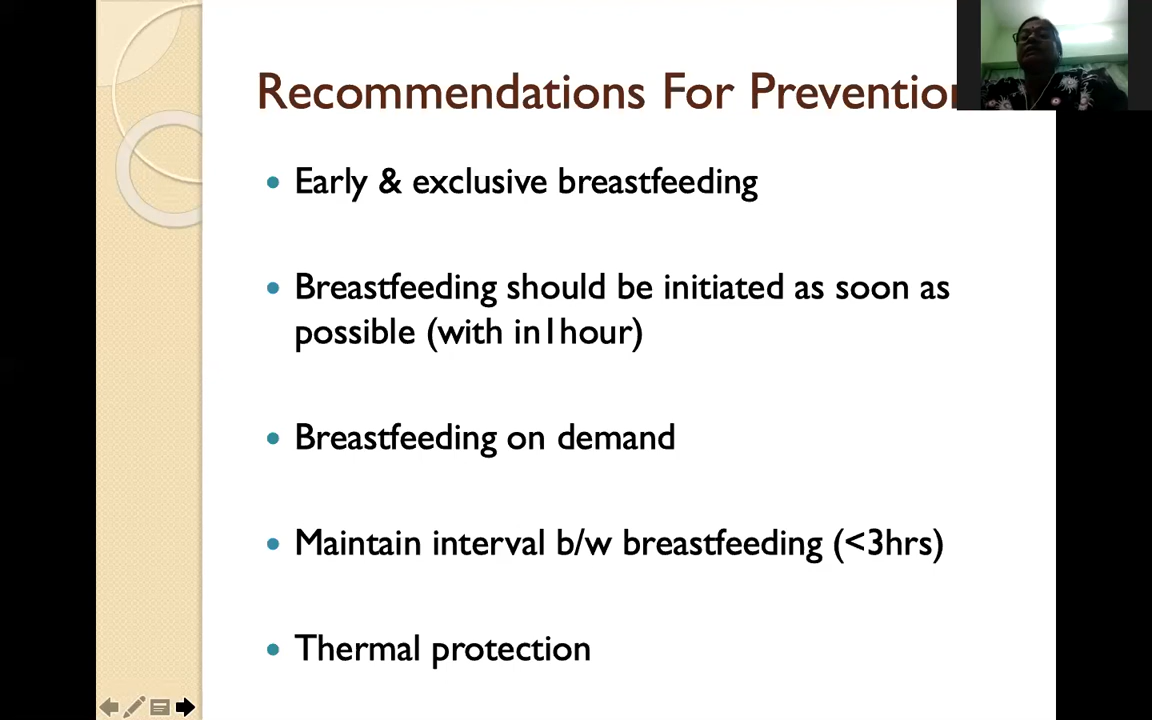 Recommendations For Prevention
• Early & exclusive breastfeeding
• Breastfeeding should be initiated as soon as
possible (with in1hour)
• Breastfeeding on demand
• Maintain interval b/w breastfeeding (<3hrs)
• Thermal protection